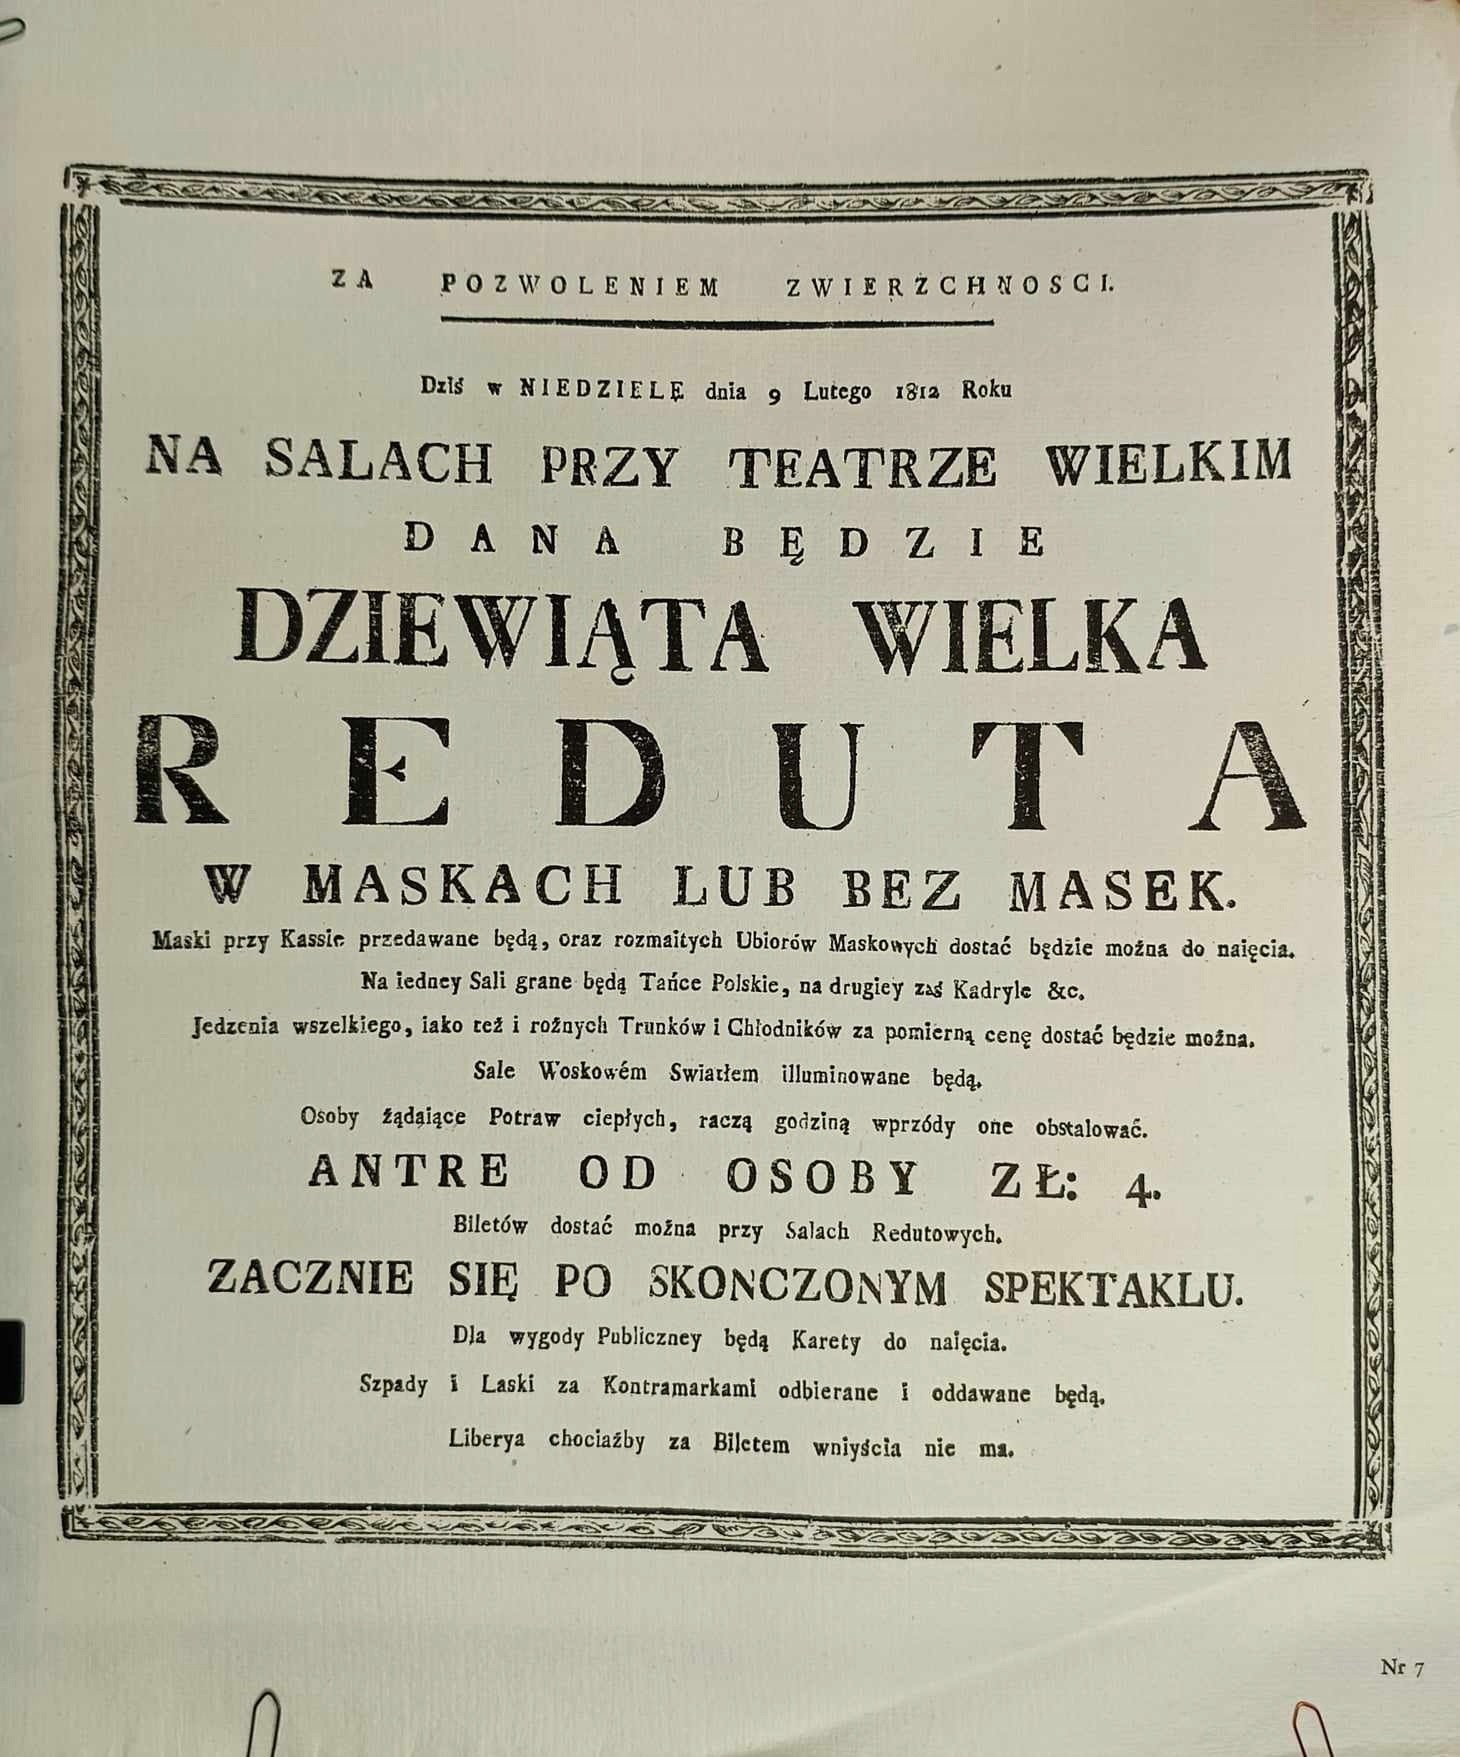 ZA POZWOLENIEM ZWIERZCHNOSCI.
Dziś w NIEDZIELĘ dnia 9 Lutego 1812 Roku
NA SALACH PRZY TEATRZE WIELKIM
DANA BĘDZIE
DZIEWIĄTA WIELKA
REDUTA
W MASKACH LUB BEZ MASEK.
Maski przy Kassie przedawane będą, oraz rozmaitych Ubiorów Maskowych dostać będzie można do naięcia.
Na iedney Sali grane będą Tańce Polskie, na drugiey zaś Kadryle &c.
Jedzenia wszelkiego, iako też i rożnych Trunków i Chłodników za pomierną cenę dostać będzie można.
Sale Woskowém Swiatłem illuminowane będą.
Osoby żądaiące Potraw ciepłych, raczą godziną wprzódy one obstalować.
ANTRE OD OSOBY ZŁ: 4.
Biletów dostać można przy Salach Redutowych.
ZACZNIE SIĘ PO SKONCZONYM SPEKTAKLU.
Dla wygody Publiczney będą Karety do naięcia.
Szpady i Laski za Kontramarkami odbierane i oddawane będą.
Liberya chociażby za Biletem wniyścia nie ma.
Nr 7